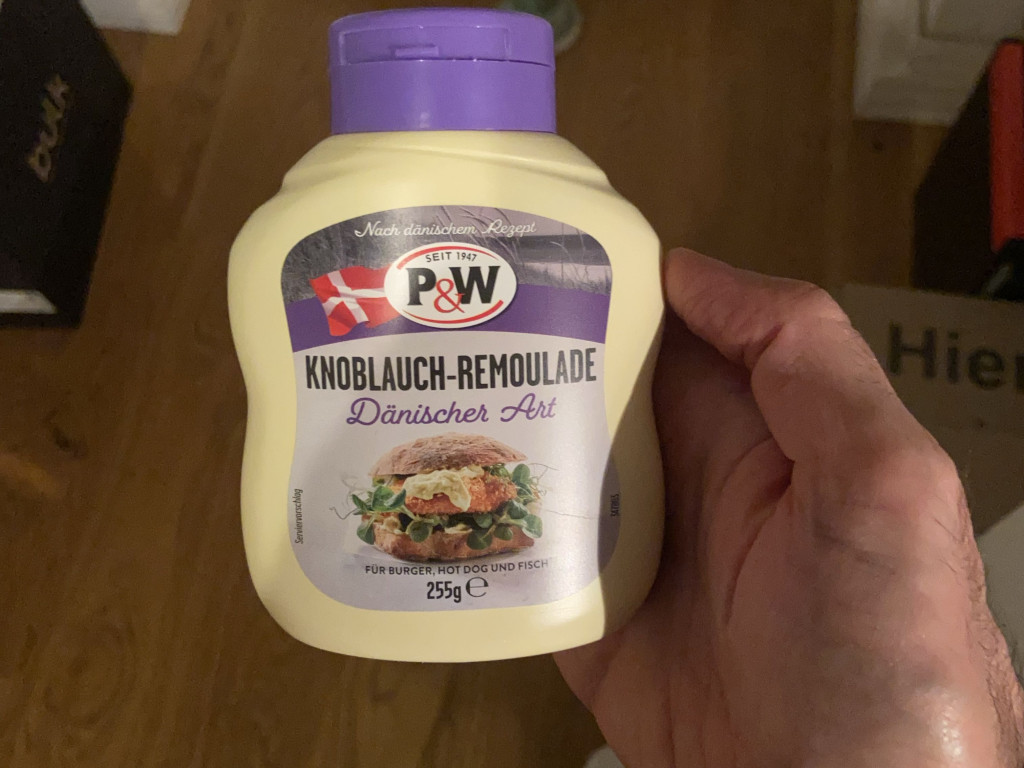 Nach dänischem Rezept
SEIT 1947
P&W
KNOBLAUCH-REMOULADE
Dänischer Art
Serviervorschlag
FÜR BURGER, HOT DOG UND FISCH
255g ℮
Hier